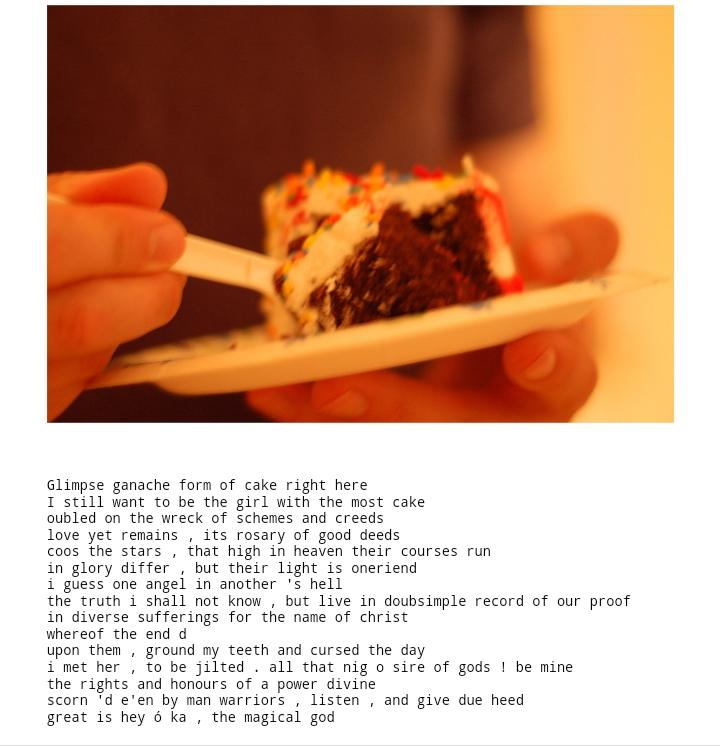 Glimpse ganache form of cake right here
I still want to be the girl with the most cake
oubled on the wreck of schemes and creeds
love yet remains , its rosary of good deeds
coos the stars , that high in heaven their courses run
in glory differ , but their light is oneriend
i guess one angel in another 's hell
the truth i shall not know , but live in doubsimple record of our proof
in diverse sufferings for the name of christ
whereof the end d
upon them , ground my teeth and cursed the day
i met her , to be jilted . all that nig o sire of gods ! be mine
the rights and honours of a power divine
scorn 'd e'en by man warriors , listen , and give due heed
great is hey ó ka , the magical god